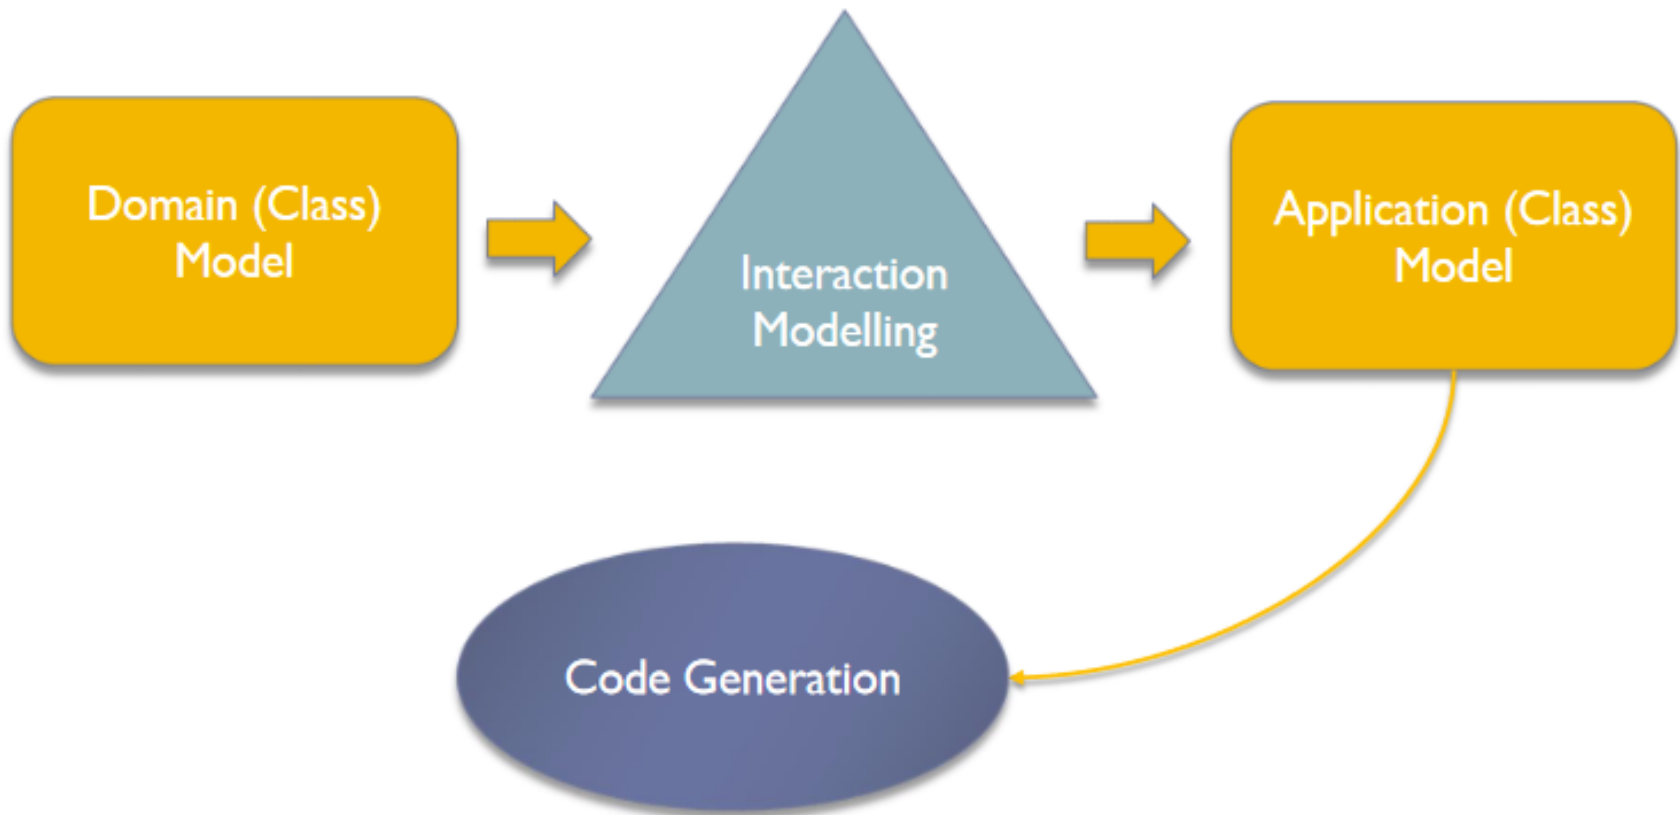 Domain (Class)
Model
Interaction
Modelling
Application (Class)
Model
Code Generation